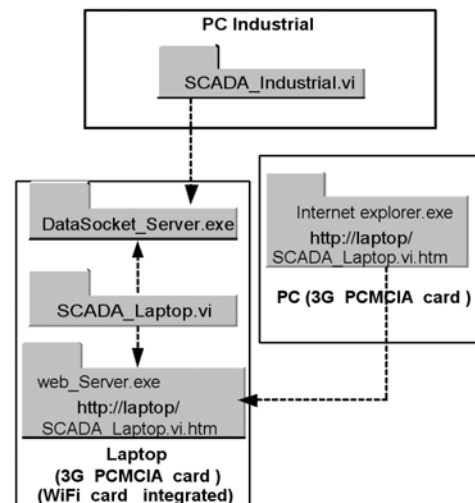 PC Industrial
SCADA_Industrial.vi
DataSocket_Server.exe
SCADA_Laptop.vi
web_Server.exe
http://laptop/
SCADA_Laptop.vi.htm
Laptop
(3G PCMCIA card )
(WiFi card integrated)
Internet explorer.exe
http://laptop/
SCADA_Laptop.vi.htm
PC (3G PCMCIA card )